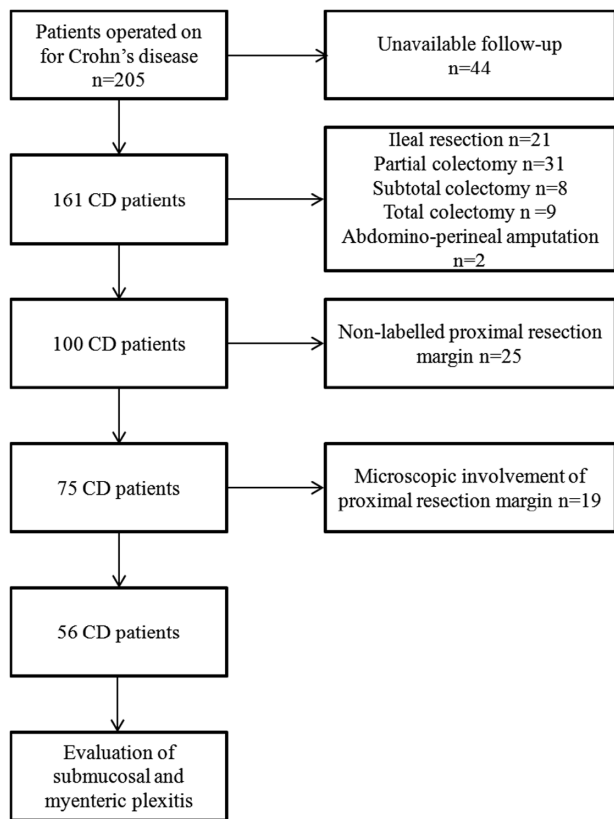 Patients operated on
for Crohn's disease
n=205
Unavailable follow-up
n=44
161 CD patients
Ileal resection n=21
Partial colectomy n=31
Subtotal colectomy n=8
Total colectomy n =9
Abdomino-perineal amputation
n=2
100 CD patients
Non-labelled proximal resection
margin n=25
75 CD patients
Microscopic involvement of
proximal resection margin n=19
56 CD patients
Evaluation of
submucosal and
myenteric plexitis